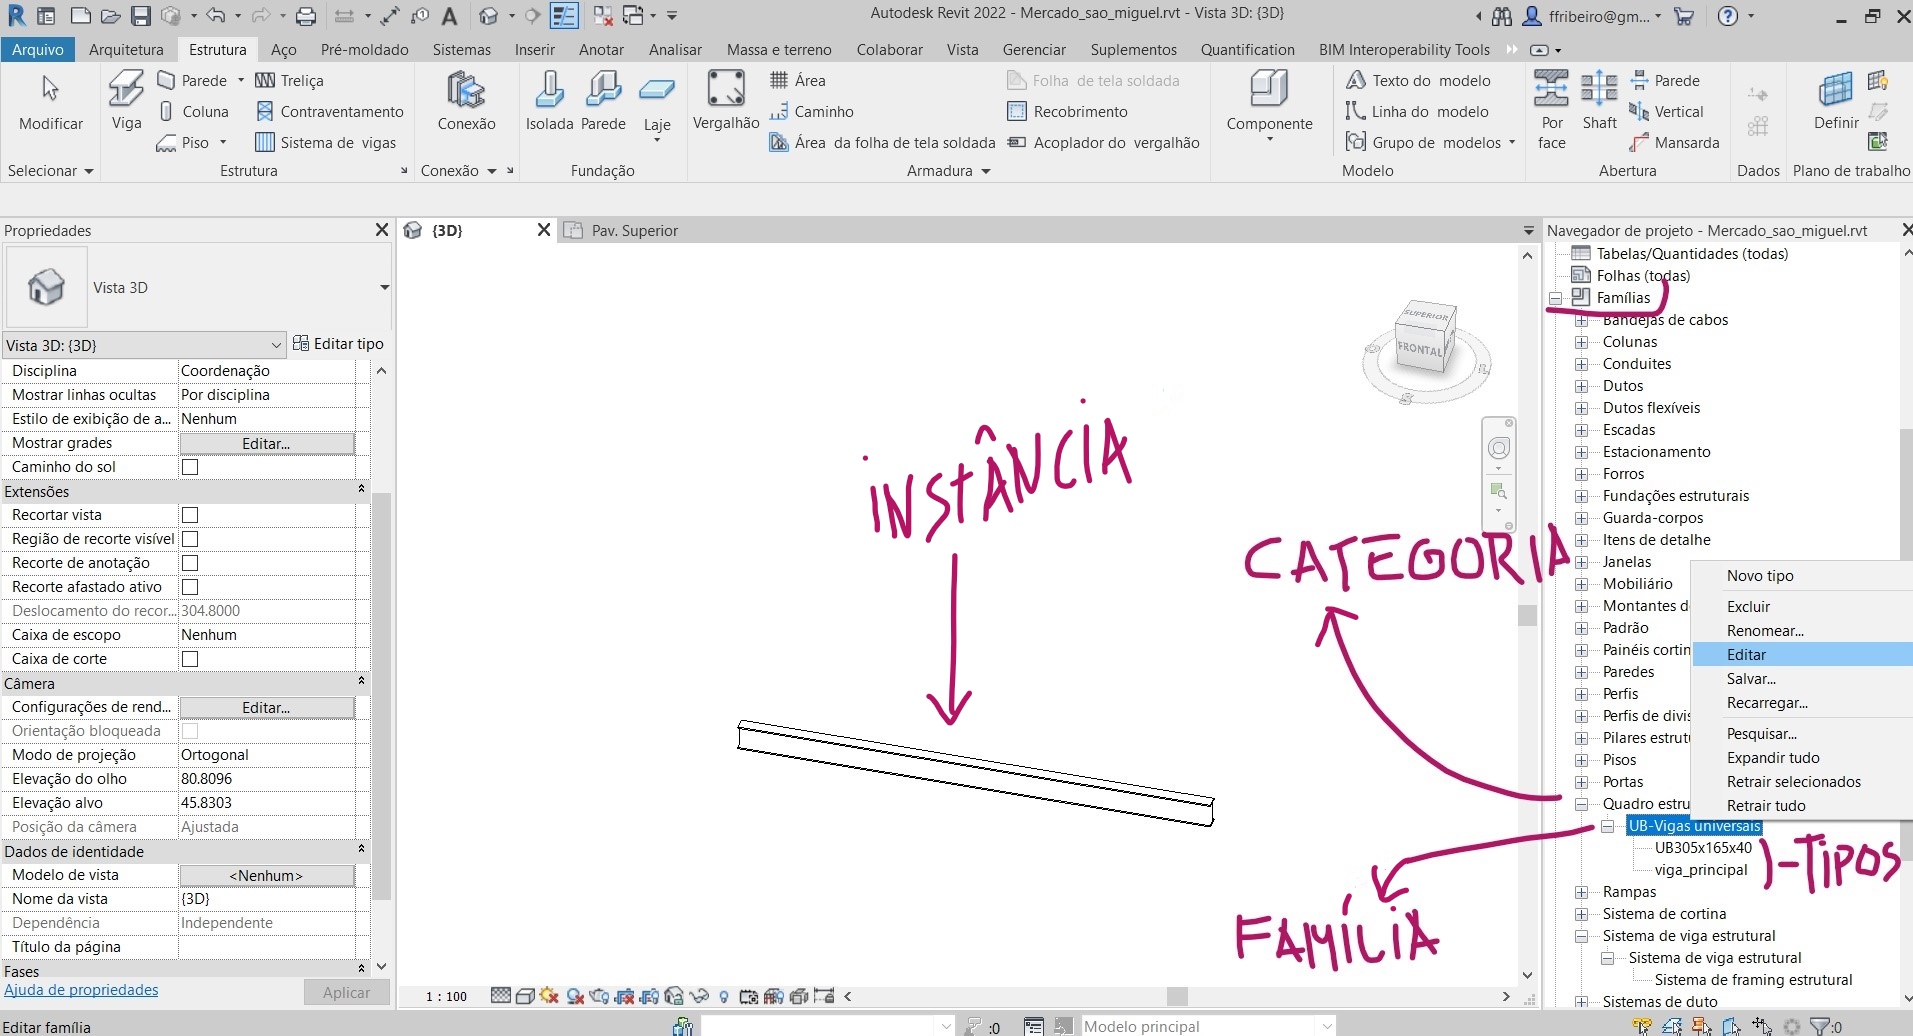 Autodesk Revit 2022 - Mercado_sao_miguel.rvt - Vista 3D: {3D}
ffribeiro@gm...
Arquivo Arquitetura Estrutura Aço Pré-moldado Sistemas Inserir Anotar Analisar Massa e terreno Colaborar Vista Gerenciar Suplementos Quantification BIM Interoperability Tools
Modificar
Selecionar
Viga
Parede
Coluna
Piso
Treliça
Contraventamento
Sistema de vigas
Estrutura
Conexão
Conexão
Isolada
Parede
Laje
Fundação
Vergalhão
Área
Caminho
Área da folha de tela soldada
Folha de tela soldada
Recobrimento
Acoplador do vergalhão
Armadura
Componente
Texto do modelo
Linha do modelo
Grupo de modelos
Modelo
Por face
Shaft
Parede
Vertical
Mansarda
Abertura
Dados
Definir
Plano de trabalho
Propriedades
Vista 3D
Vista 3D: {3D}
Editar tipo
Disciplina Coordenação
Mostrar linhas ocultas Por disciplina
Estilo de exibição de a... Nenhum
Mostrar grades Editar...
Caminho do sol
Extensões
Recortar vista
Região de recorte visível
Recorte de anotação
Recorte afastado ativo
Deslocamento do recor... 304.8000
Caixa de escopo Nenhum
Caixa de corte
Câmera
Configurações de rend... Editar...
Orientação bloqueada
Modo de projeção Ortogonal
Elevação do olho 80.8096
Elevação alvo 45.8303
Posição da câmera Ajustada
Dados de identidade
Modelo de vista <Nenhum>
Nome da vista {3D}
Dependência Independente
Título da página
Fases
Ajuda de propriedades
Aplicar
{3D}
Pav. Superior
SUPERIOR
FRONTAL
INSTÂNCIA
CATEGORIA
FAMÍLIA
)-TIPOS
1 : 100
Navegador de projeto - Mercado_sao_miguel.rvt
Tabelas/Quantidades (todas)
Folhas (todas)
Famílias
Bandejas de cabos
Colunas
Conduites
Dutos
Dutos flexíveis
Escadas
Estacionamento
Forros
Fundações estruturais
Guarda-corpos
Itens de detalhe
Janelas
Mobiliário
Montantes d
Padrão
Painéis cortin
Paredes
Perfis
Perfis de divis
Pilares estrut
Pisos
Portas
Quadro estru
UB-Vigas universais
UB305x165x40
viga_principal
Rampas
Sistema de cortina
Sistema de viga estrutural
Sistema de viga estrutural
Sistema de framing estrutural
Sistemas de duto
Novo tipo
Excluir
Renomear...
Editar
Salvar...
Recarregar...
Pesquisar...
Expandir tudo
Retrair selecionados
Retrair tudo
Editar família
:0
Modelo principal
:0